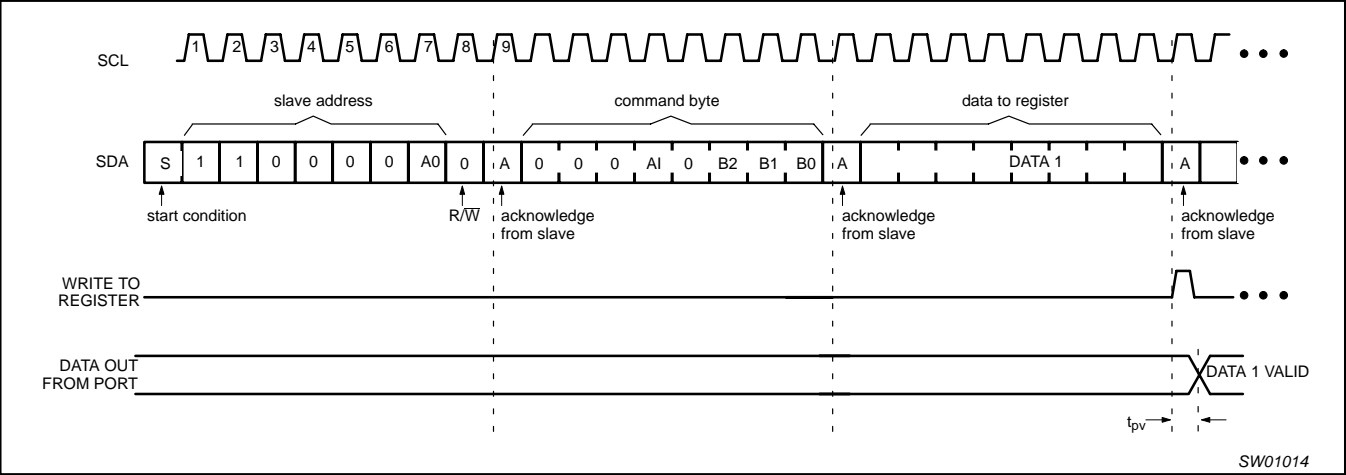 SCL 1 2 3 4 5 6 7 8 9
slave address command byte data to register
SDA S 1 1 0 0 0 0 A0 0 A 0 0 0 AI 0 B2 B1 B0 A DATA 1 A
start condition R/W̅ acknowledge acknowledge acknowledge
from slave from slave from slave
WRITE TO
REGISTER
DATA OUT
FROM PORT
DATA 1 VALID
tpv
SW01014